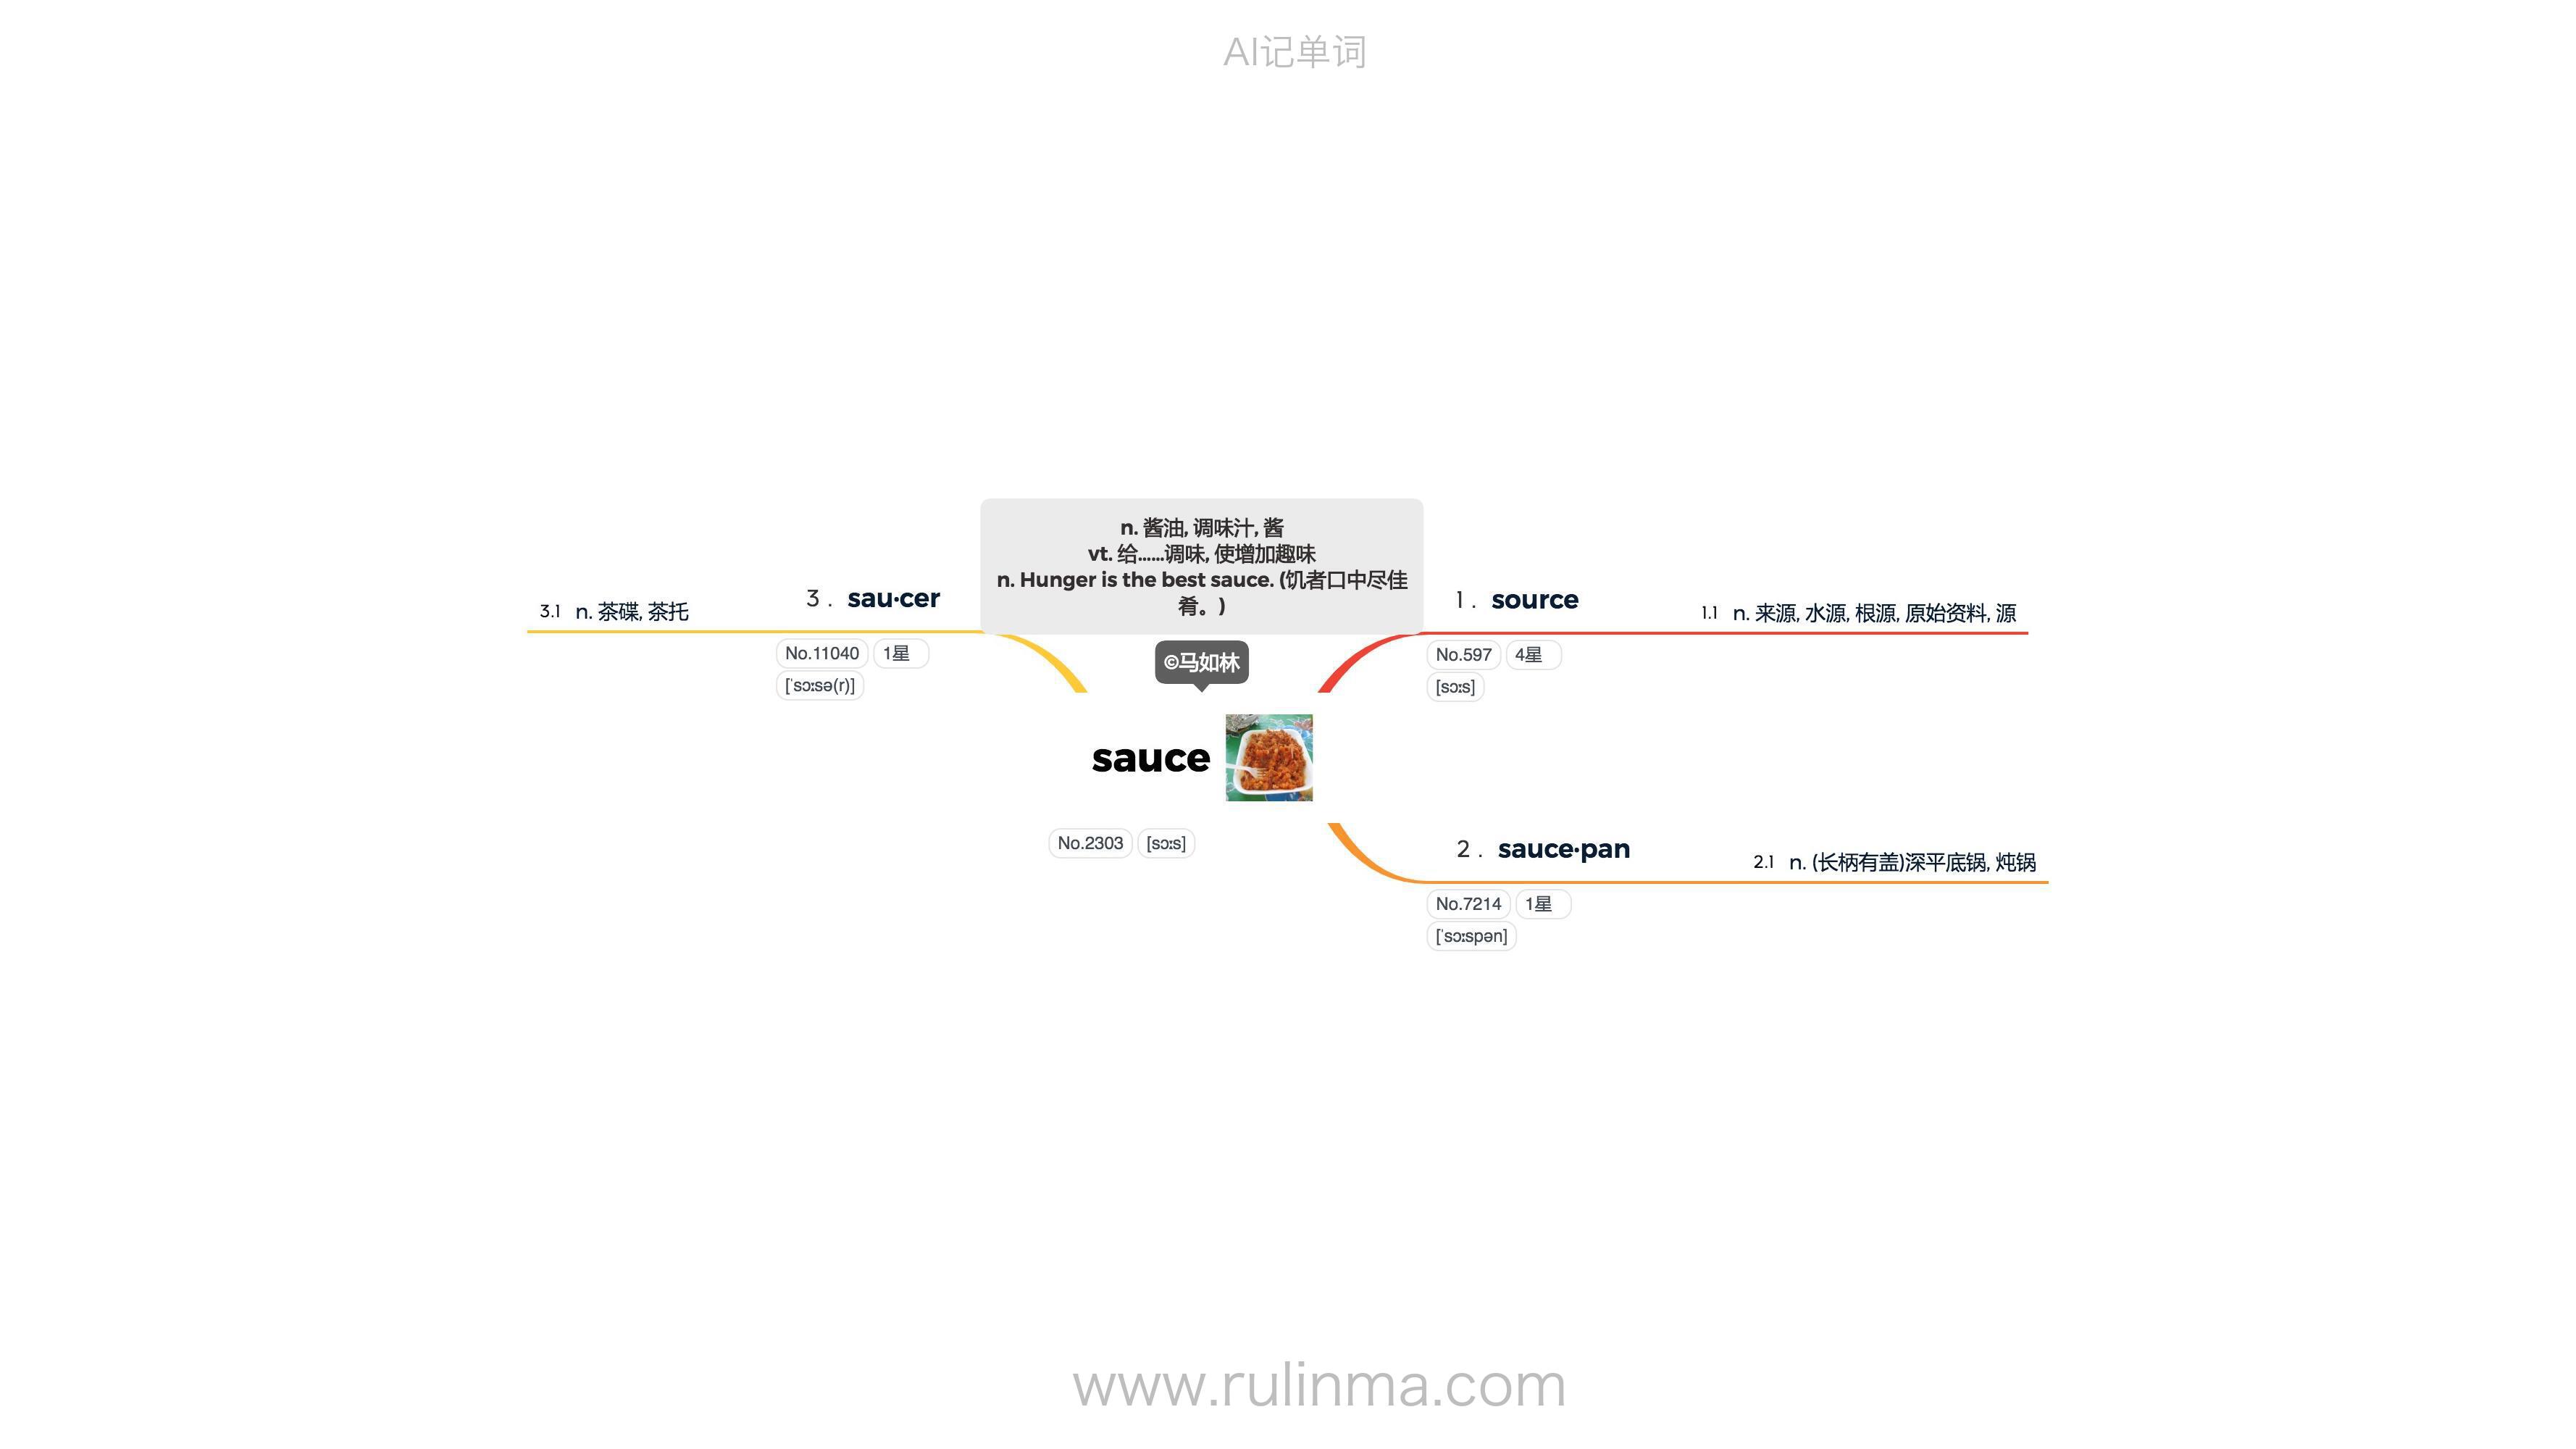 AI记单词
n. 酱油, 调味汁, 酱
vt. 给......调味, 使增加趣味
n. Hunger is the best sauce. (饥者口中尽佳
肴。)
©马如林
sauce
No.2303 [sɔːs]
1. source
No.597 4星
[sɔːs]
1.1 n. 来源, 水源, 根源, 原始资料, 源
2. sauce·pan
No.7214 1星
[ˈsɔːspən]
2.1 n. (长柄有盖)深平底锅, 炖锅
3. sau·cer
No.11040 1星
[ˈsɔːsə(r)]
3.1 n. 茶碟, 茶托
www.rulinma.com